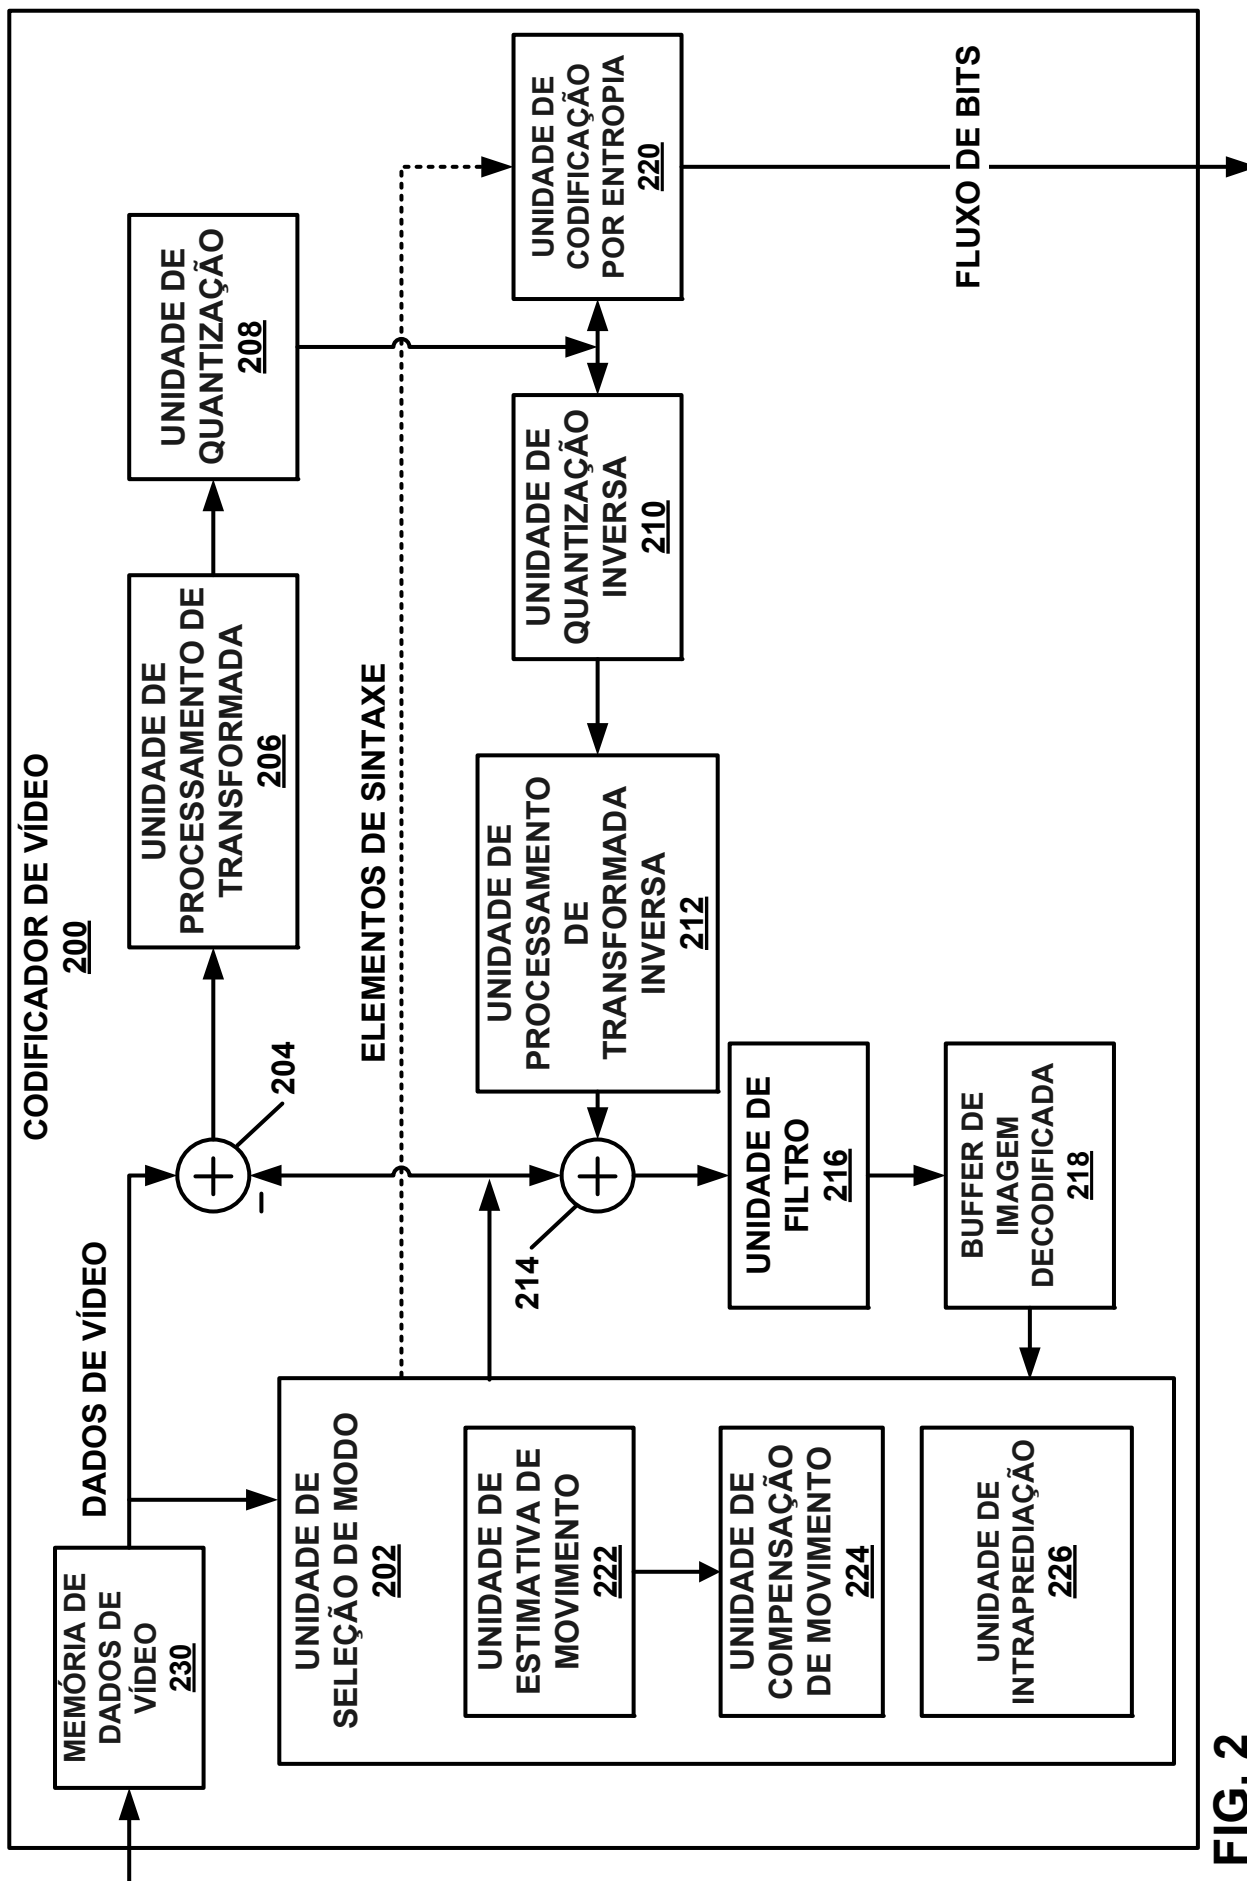 CODIFICADOR DE VÍDEO
200
MEMÓRIA DE
DADOS DE
VÍDEO
230
DADOS DE VÍDEO
204
–
UNIDADE DE
PROCESSAMENTO DE
TRANSFORMADA
206
UNIDADE DE
QUANTIZAÇÃO
208
ELEMENTOS DE SINTAXE
UNIDADE DE
SELEÇÃO DE MODO
202
UNIDADE DE
ESTIMATIVA DE
MOVIMENTO
222
UNIDADE DE
COMPENSAÇÃO
DE MOVIMENTO
224
UNIDADE DE
INTRAPREDIAÇÃO
226
214
UNIDADE DE
PROCESSAMENTO
DE
TRANSFORMADA
INVERSA
212
UNIDADE DE
QUANTIZAÇÃO
INVERSA
210
UNIDADE DE
CODIFICAÇÃO
POR ENTROPIA
220
UNIDADE DE
FILTRO
216
BUFFER DE
IMAGEM
DECODIFICADA
218
FLUXO DE BITS
FIG. 2